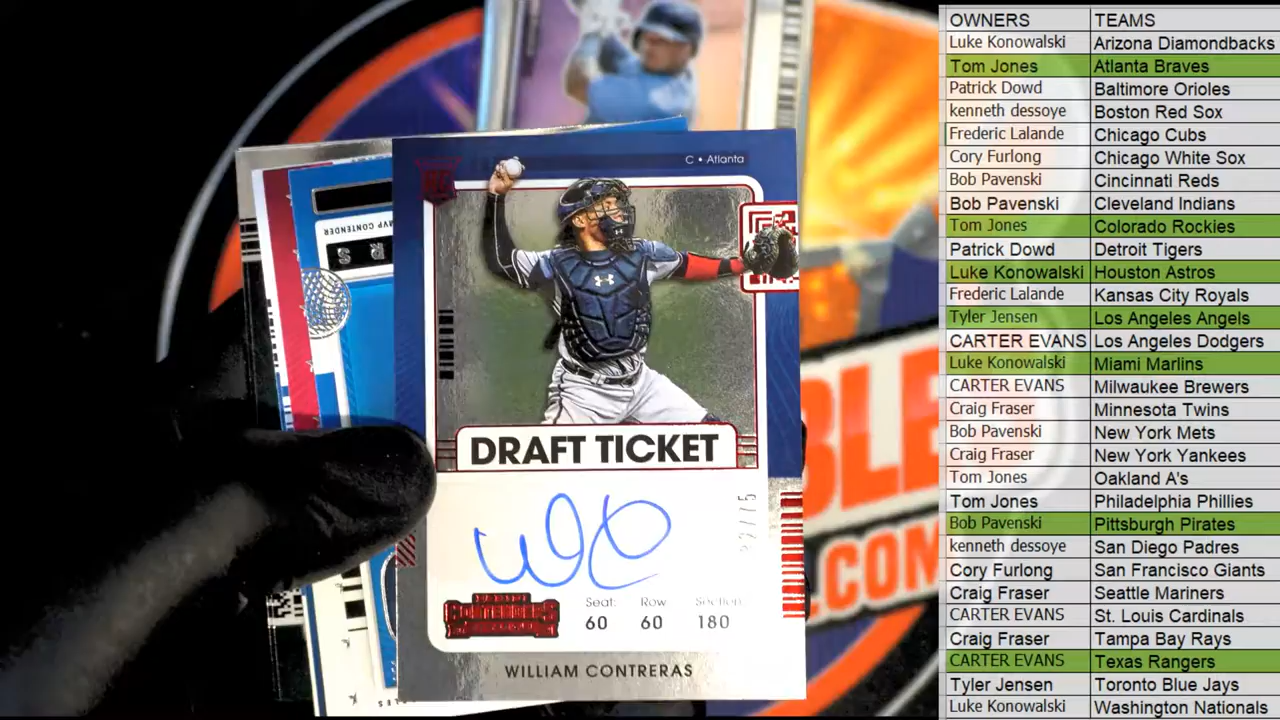 C • Atlanta
RC
MVP CONTENDER
DRAFT TICKET
/75
CONTENDERS
Seat: Row Section
60 60 180
WILLIAM CONTRERAS
BLE
.COM
OWNERS TEAMS
Luke Konowalski Arizona Diamondbacks
Tom Jones Atlanta Braves
Patrick Dowd Baltimore Orioles
kenneth dessoye Boston Red Sox
Frederic Lalande Chicago Cubs
Cory Furlong Chicago White Sox
Bob Pavenski Cincinnati Reds
Bob Pavenski Cleveland Indians
Tom Jones Colorado Rockies
Patrick Dowd Detroit Tigers
Luke Konowalski Houston Astros
Frederic Lalande Kansas City Royals
Tyler Jensen Los Angeles Angels
CARTER EVANS Los Angeles Dodgers
Luke Konowalski Miami Marlins
CARTER EVANS Milwaukee Brewers
Craig Fraser Minnesota Twins
Bob Pavenski New York Mets
Craig Fraser New York Yankees
Tom Jones Oakland A's
Tom Jones Philadelphia Phillies
Bob Pavenski Pittsburgh Pirates
kenneth dessoye San Diego Padres
Cory Furlong San Francisco Giants
Craig Fraser Seattle Mariners
CARTER EVANS St. Louis Cardinals
Craig Fraser Tampa Bay Rays
CARTER EVANS Texas Rangers
Tyler Jensen Toronto Blue Jays
Luke Konowalski Washington Nationals